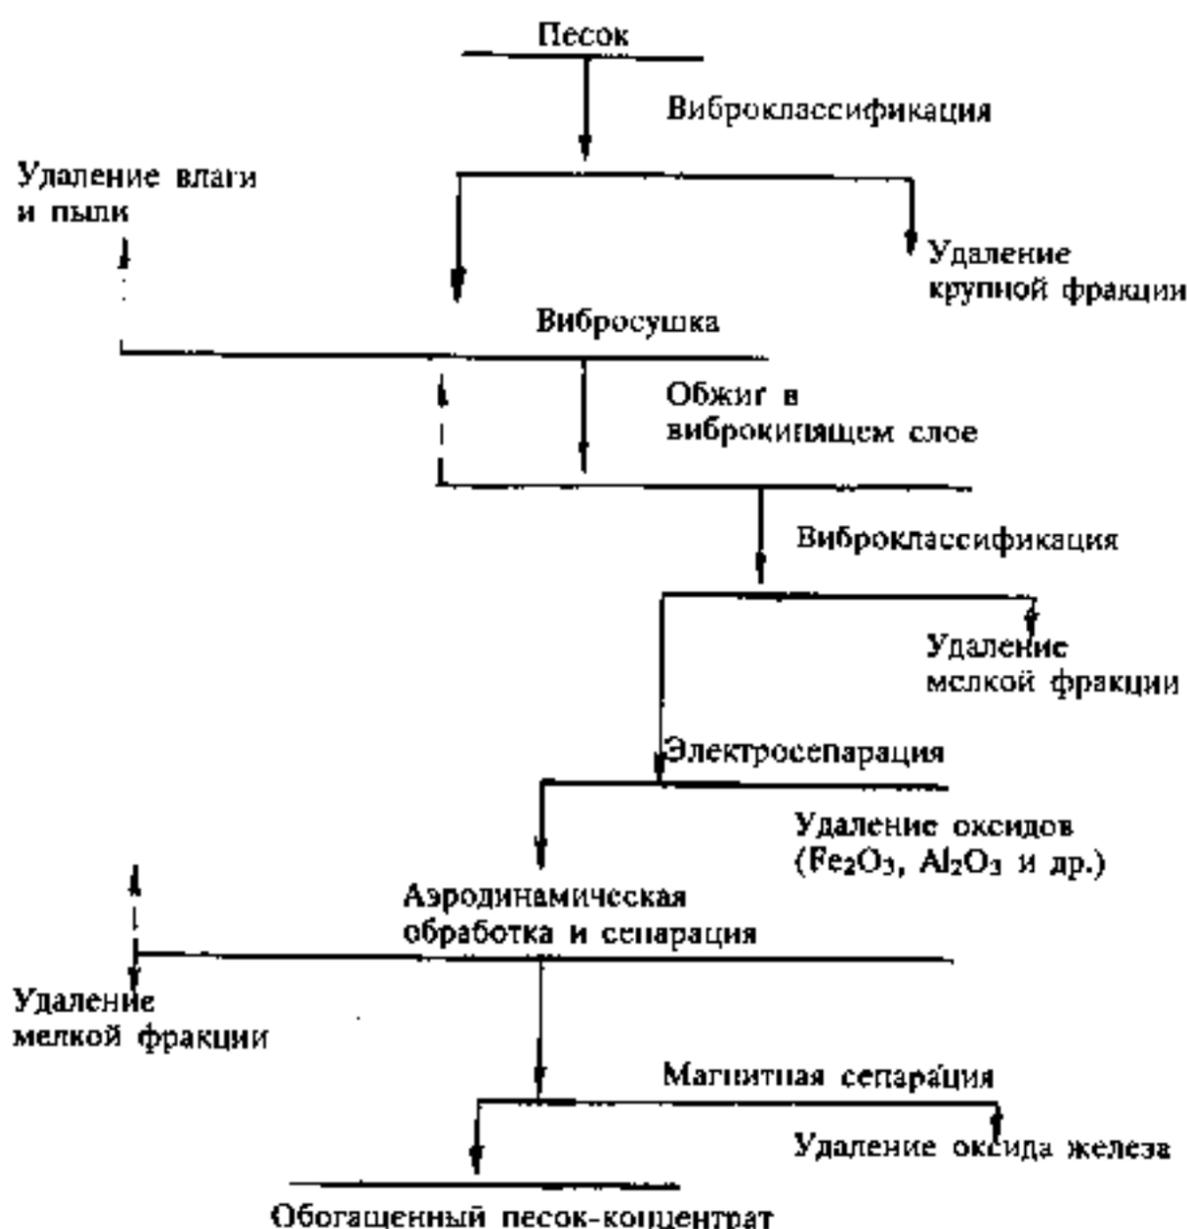 Песок
Виброклассификация
Удаление влаги
и пыли
Удаление
крупной фракции
Вибросушка
Обжиг в
виброкипящем слое
Виброклассификация
Удаление
мелкой фракции
Электросепарация
Удаление оксидов
(Fe₂O₃, Al₂O₃ и др.)
Аэродинамическая
обработка и сепарация
Удаление
мелкой фракции
Магнитная сепарация
Удаление оксида железа
Обогащенный песок-концентрат